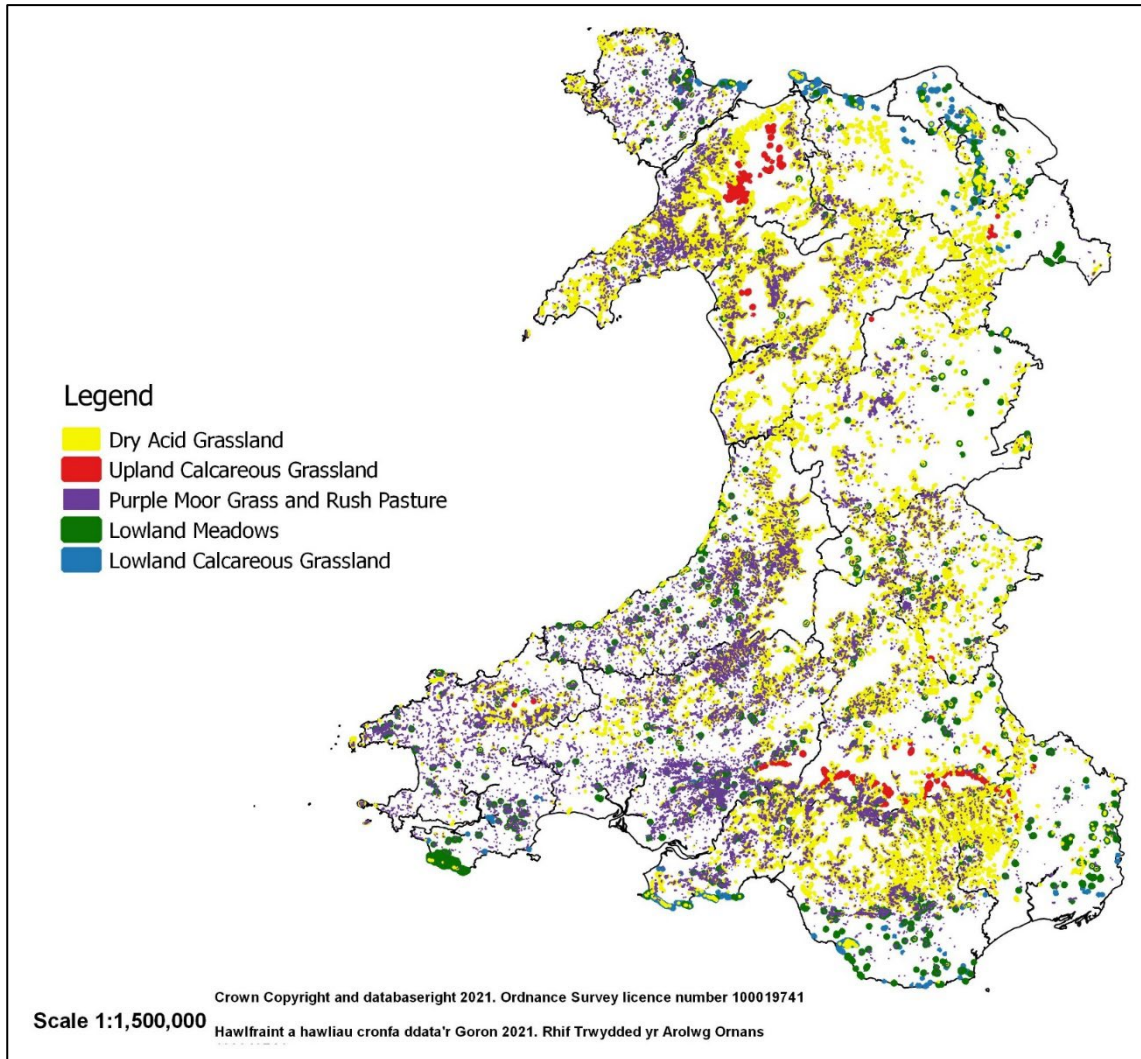 Legend
Dry Acid Grassland
Upland Calcareous Grassland
Purple Moor Grass and Rush Pasture
Lowland Meadows
Lowland Calcareous Grassland
Crown Copyright and databaseright 2021. Ordnance Survey licence number 100019741
Scale 1:1,500,000
Hawlfraint a hawliau cronfa ddata'r Goron 2021. Rhif Trwydded yr Arolwg Ornans